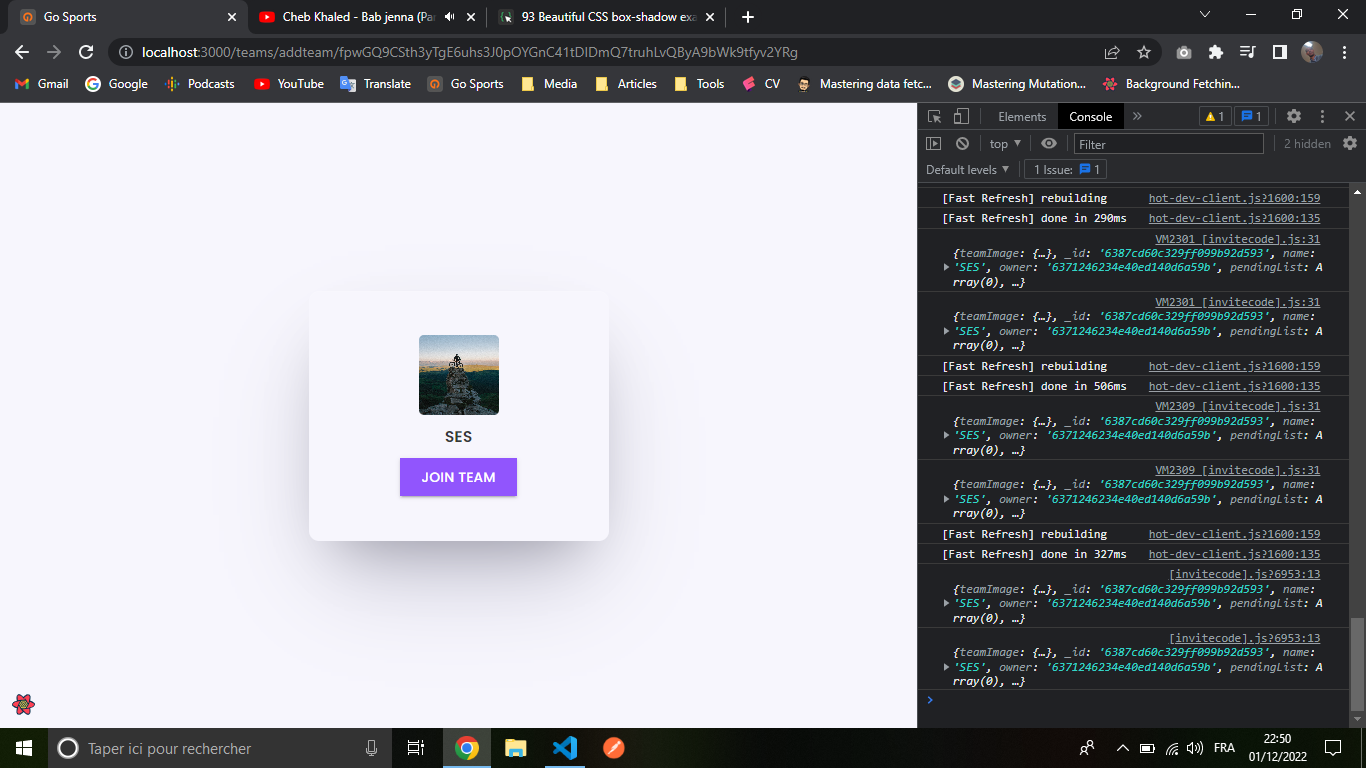 Go Sports
Cheb Khaled - Bab jenna (Par
93 Beautiful CSS box-shadow exa
localhost:3000/teams/addteam/fpwGQ9CSth3yTgE6uhs3J0pOYGnC41tDIDmQ7truhLvQByA9bWk9tfyv2YRg
Gmail Google Podcasts YouTube Translate Go Sports Media Articles Tools CV Mastering data fetc... Mastering Mutation... Background Fetchin...
Elements Console » 1 1
top Filter 2 hidden
Default levels 1 Issue: 1
[Fast Refresh] rebuilding hot-dev-client.js?1600:159
[Fast Refresh] done in 290ms hot-dev-client.js?1600:135
VM2301 [invitecode].js:31
{teamImage: {…}, _id: '6387cd60c329ff099b92d593', name:
'SES', owner: '6371246234e40ed140d6a59b', pendingList: A
rray(0), …}
VM2301 [invitecode].js:31
{teamImage: {…}, _id: '6387cd60c329ff099b92d593', name:
'SES', owner: '6371246234e40ed140d6a59b', pendingList: A
rray(0), …}
[Fast Refresh] rebuilding hot-dev-client.js?1600:159
[Fast Refresh] done in 506ms hot-dev-client.js?1600:135
VM2309 [invitecode].js:31
{teamImage: {…}, _id: '6387cd60c329ff099b92d593', name:
'SES', owner: '6371246234e40ed140d6a59b', pendingList: A
rray(0), …}
VM2309 [invitecode].js:31
{teamImage: {…}, _id: '6387cd60c329ff099b92d593', name:
'SES', owner: '6371246234e40ed140d6a59b', pendingList: A
rray(0), …}
[Fast Refresh] rebuilding hot-dev-client.js?1600:159
[Fast Refresh] done in 327ms hot-dev-client.js?1600:135
[invitecode].js?6953:13
{teamImage: {…}, _id: '6387cd60c329ff099b92d593', name:
'SES', owner: '6371246234e40ed140d6a59b', pendingList: A
rray(0), …}
[invitecode].js?6953:13
{teamImage: {…}, _id: '6387cd60c329ff099b92d593', name:
'SES', owner: '6371246234e40ed140d6a59b', pendingList: A
rray(0), …}
SES
JOIN TEAM
Taper ici pour rechercher
FRA
22:50
01/12/2022